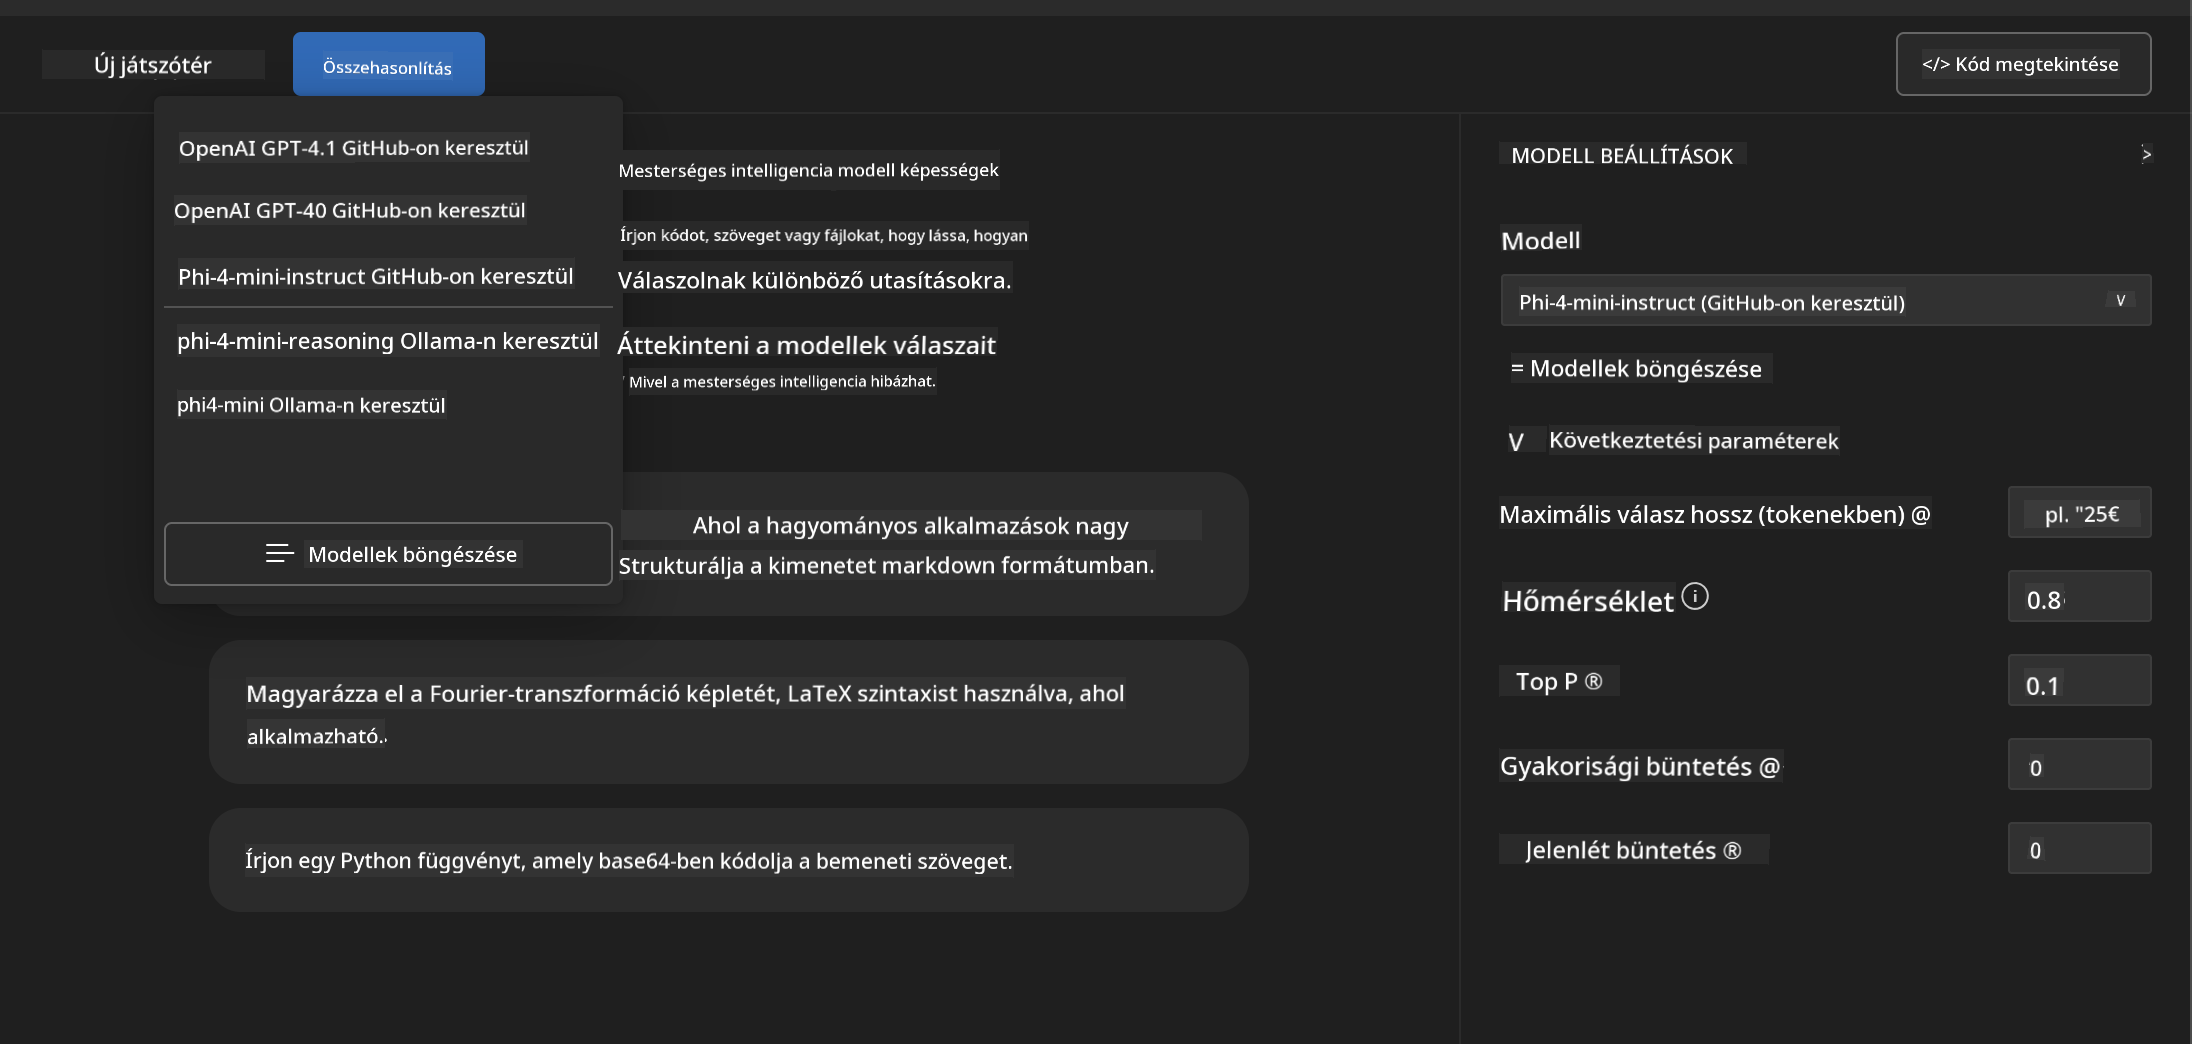 Új játszótér
Összehasonlítás
</> Kód megtekintése
OpenAI GPT-4.1 GitHub-on keresztül
OpenAI GPT-40 GitHub-on keresztül
Phi-4-mini-instruct GitHub-on keresztül
phi-4-mini-reasoning Ollama-n keresztül
phi4-mini Ollama-n keresztül
Modellek böngészése
Mesterséges intelligencia modell képességek
Írjon kódot, szöveget vagy fájlokat, hogy lássa, hogyan
Válaszolnak különböző utasításokra.
Áttekinteni a modellek válaszait
Mivel a mesterséges intelligencia hibázhat.
Ahol a hagyományos alkalmazások nagy
Strukturálja a kimenetet markdown formátumban.
Magyarázza el a Fourier-transzformáció képletét, LaTeX szintaxist használva, ahol
alkalmazható.
Írjon egy Python függvényt, amely base64-ben kódolja a bemeneti szöveget.
MODELL BEÁLLÍTÁSOK >
Modell
Phi-4-mini-instruct (GitHub-on keresztül) V
= Modellek böngészése
V Következtetési paraméterek
Maximális válasz hossz (tokenekben) @ pl. "25€
Hőmérséklet i 0.8
Top P ® 0.1
Gyakorisági büntetés @ 0
Jelenlét büntetés ® 0